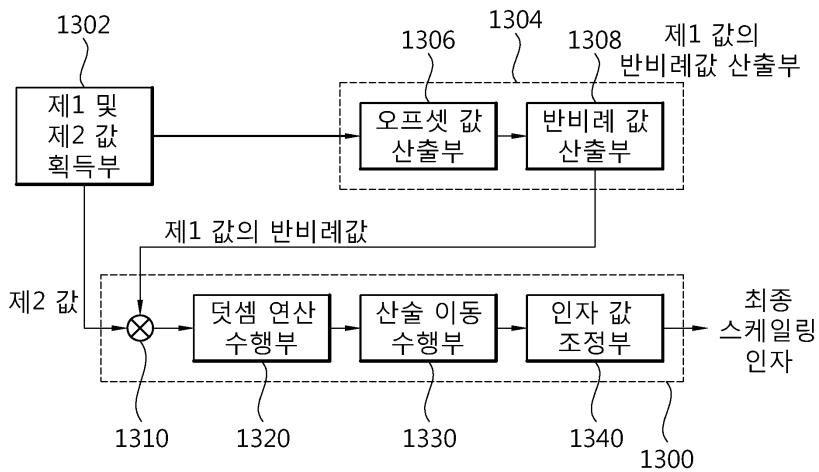 1302
1306
1304
1308
제1 값의
반비례값 산출부
제1 및
제2 값
획득부
오프셋 값
산출부
반비례 값
산출부
제1 값의 반비례값
제2 값
덧셈 연산
수행부
산술 이동
수행부
인자 값
조정부
최종
스케일링
인자
1310
1320
1330
1340
1300